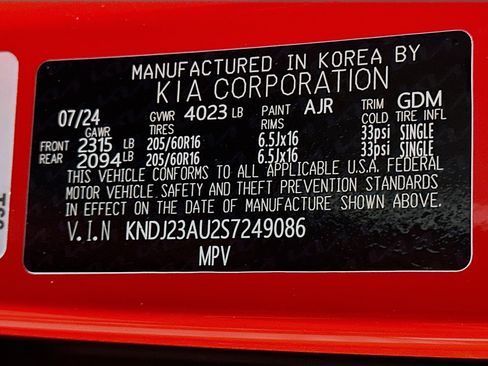 MANUFACTURED IN KOREA BY
KIA CORPORATION
07/24 GVWR 4023 LB PAINT AJR TRIM GDM
GAWR TIRES RIMS COLD TIRE INFL
FRONT 2315 LB 205/60R16 6.5Jx16 33psi SINGLE
REAR 2094 LB 205/60R16 6.5Jx16 33psi SINGLE
THIS VEHICLE CONFORMS TO ALL APPLICABLE U.S.A. FEDERAL
MOTOR VEHICLE SAFETY AND THEFT PREVENTION STANDARDS
IN EFFECT ON THE DATE OF MANUFACTURE SHOWN ABOVE.
V.I.N KNDJ23AU2S7249086
MPV